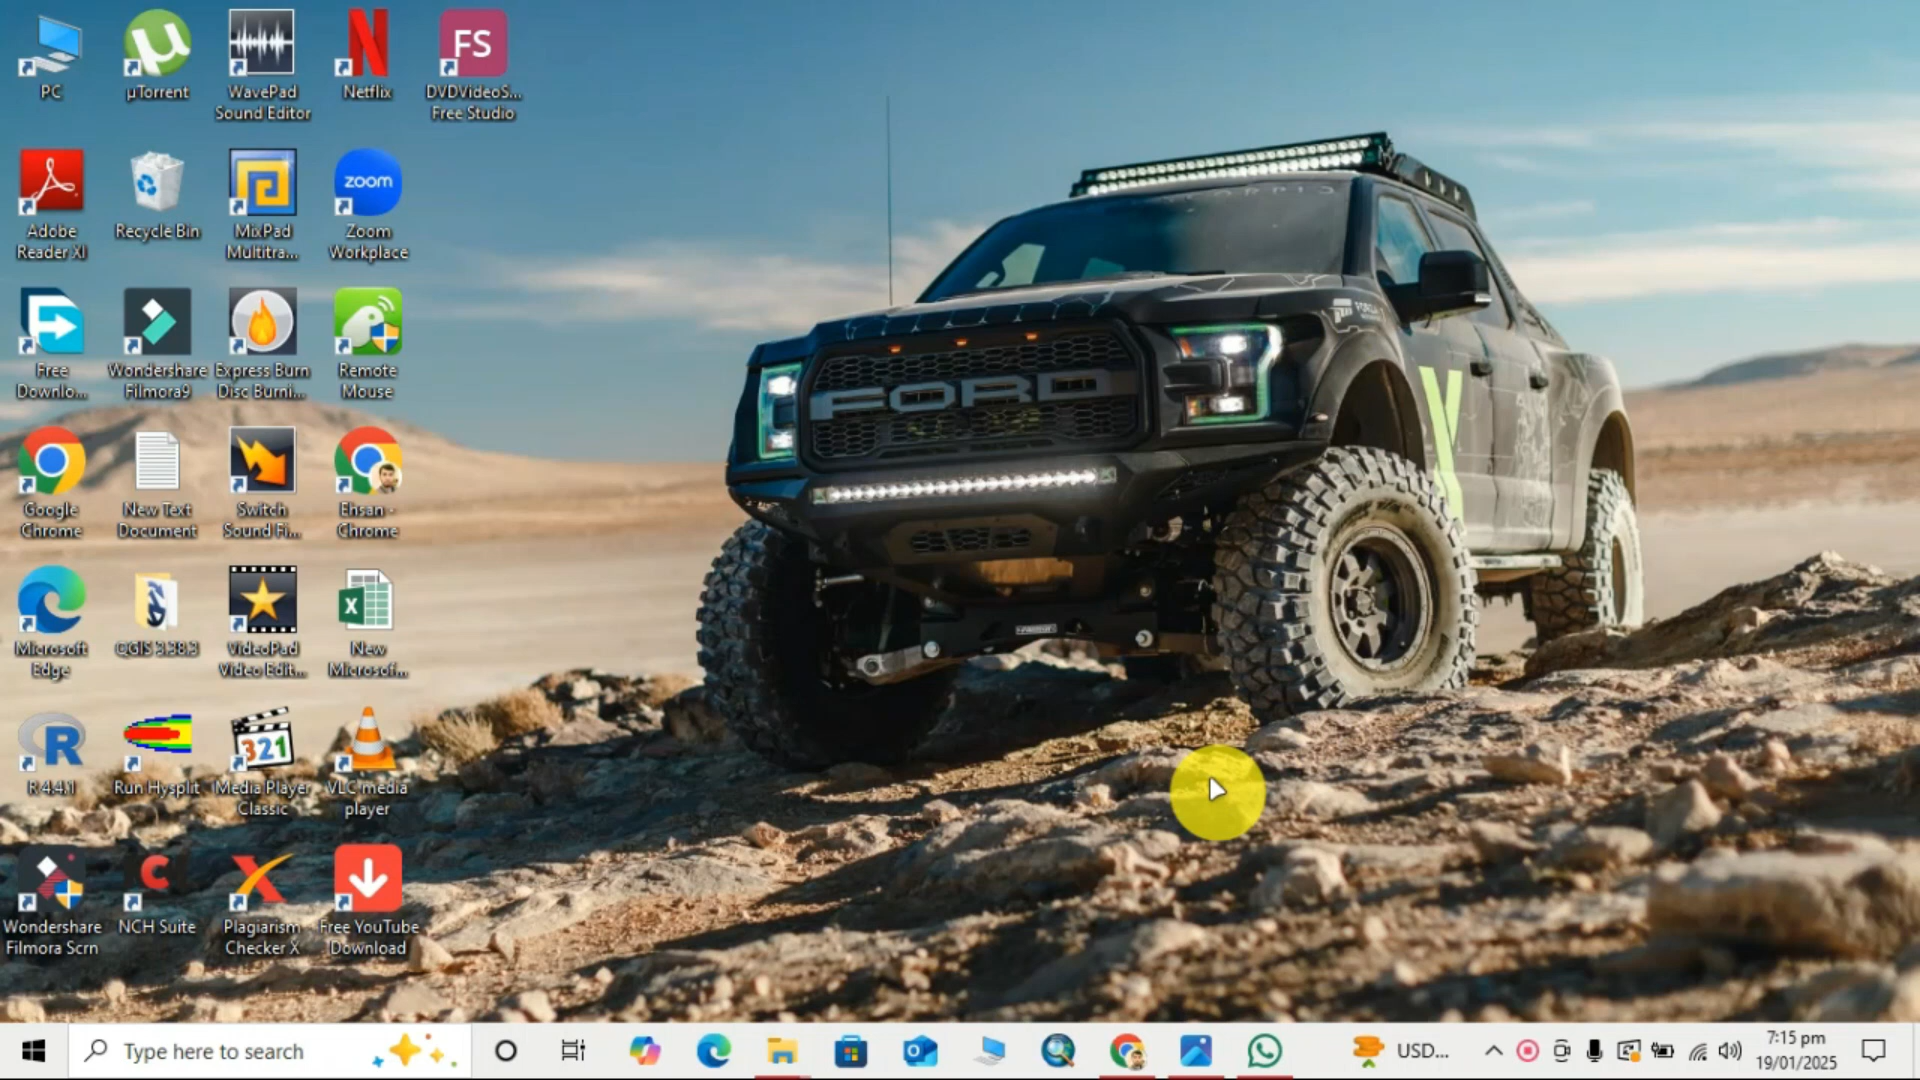 PC
µTorrent
WavePad
Sound Editor
Netflix
FS
DVDVideoS...
Free Studio
Adobe
Reader XI
Recycle Bin
MixPad
Multitra...
zoom
Zoom
Workplace
Free
Downlo...
Wondershare
Filmora9
Express Burn
Disc Burni...
Remote
Mouse
FORD
Google
Chrome
New Text
Document
Switch
Sound Fi...
Ehsan -
Chrome
Microsoft
Edge
QGIS 3.38.3
VideoPad
Video Edit...
New
Microsof...
R 4.4.1
Run Hysplit
321
Media Player
Classic
VLC media
player
Wondershare
Filmora Scrn
NCH Suite
Plagiarism
Checker X
Free YouTube
Download
Type here to search
USD...
7:15 pm
19/01/2025